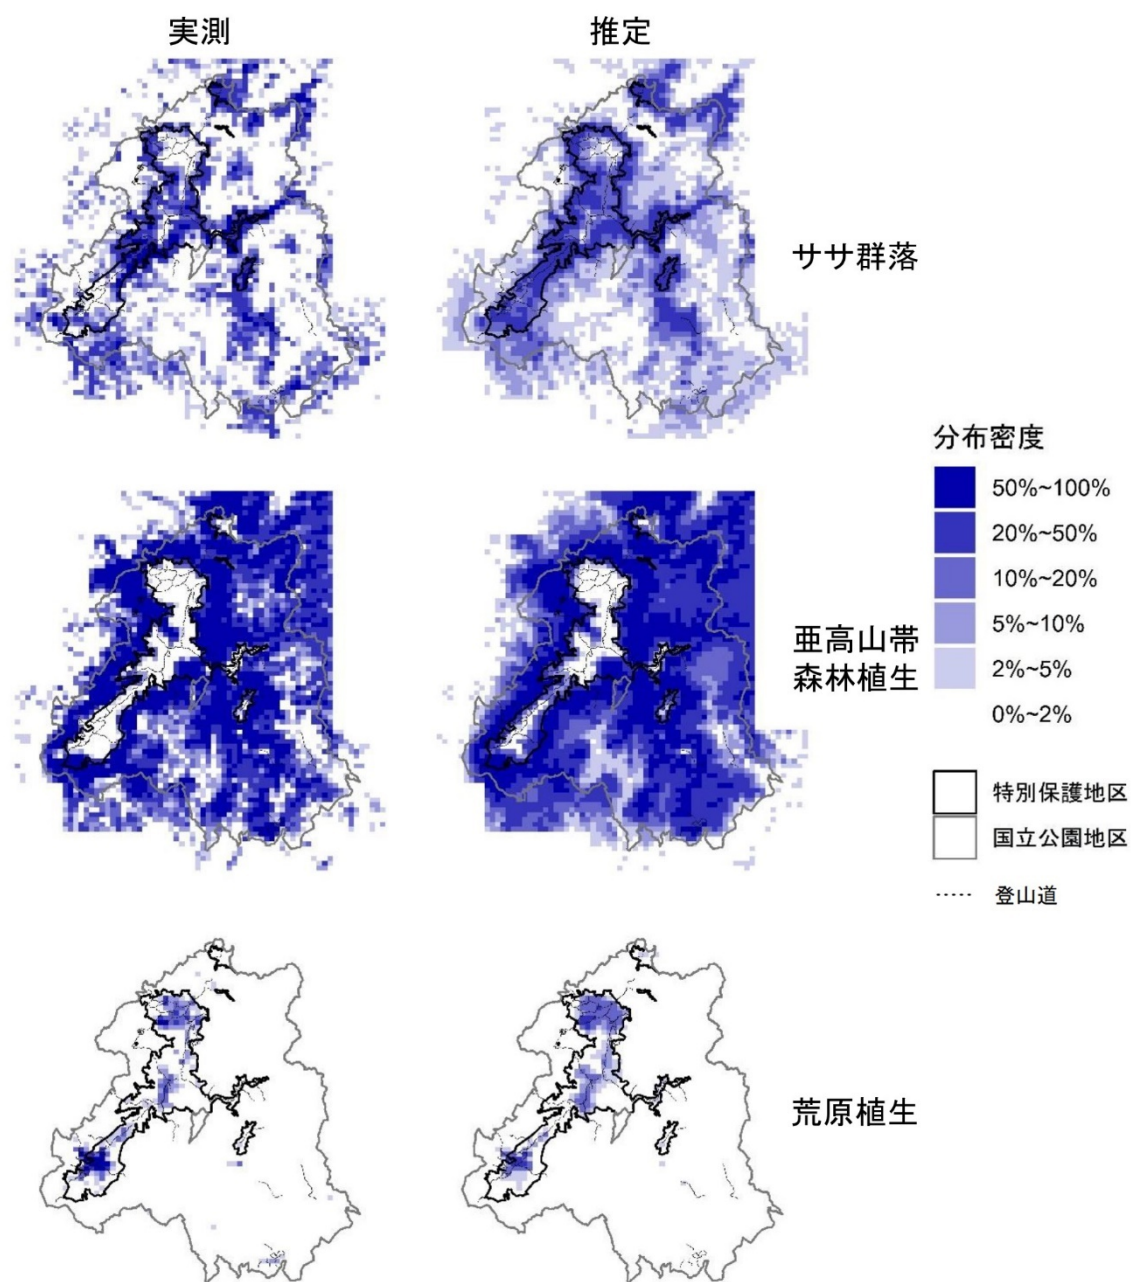 実測
推定
ササ群落
分布密度
50%~100%
20%~50%
10%~20%
5%~10%
2%~5%
0%~2%
亜高山帯
森林植生
特別保護地区
国立公園地区
登山道
荒原植生